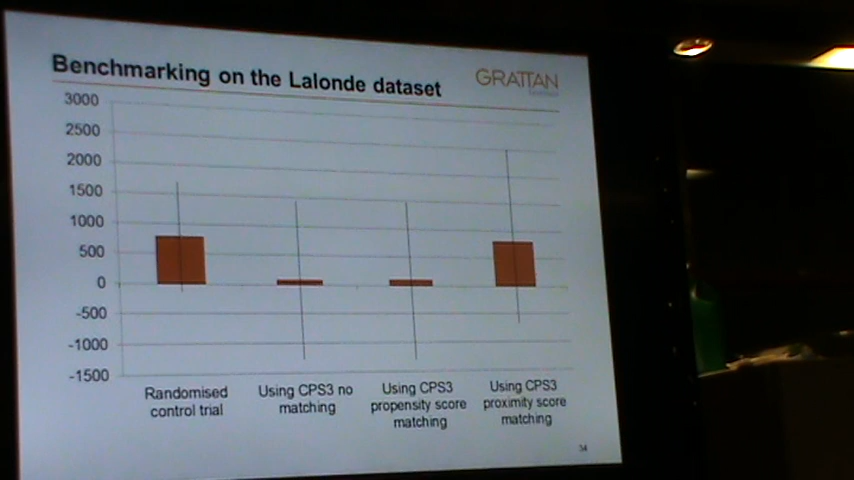 Benchmarking on the Lalonde dataset
GRATTAN
3000
2500
2000
1500
1000
500
0
-500
-1000
-1500
Randomised
control trial
Using CPS3 no
matching
Using CPS3
propensity score
matching
Using CPS3
proximity score
matching
34